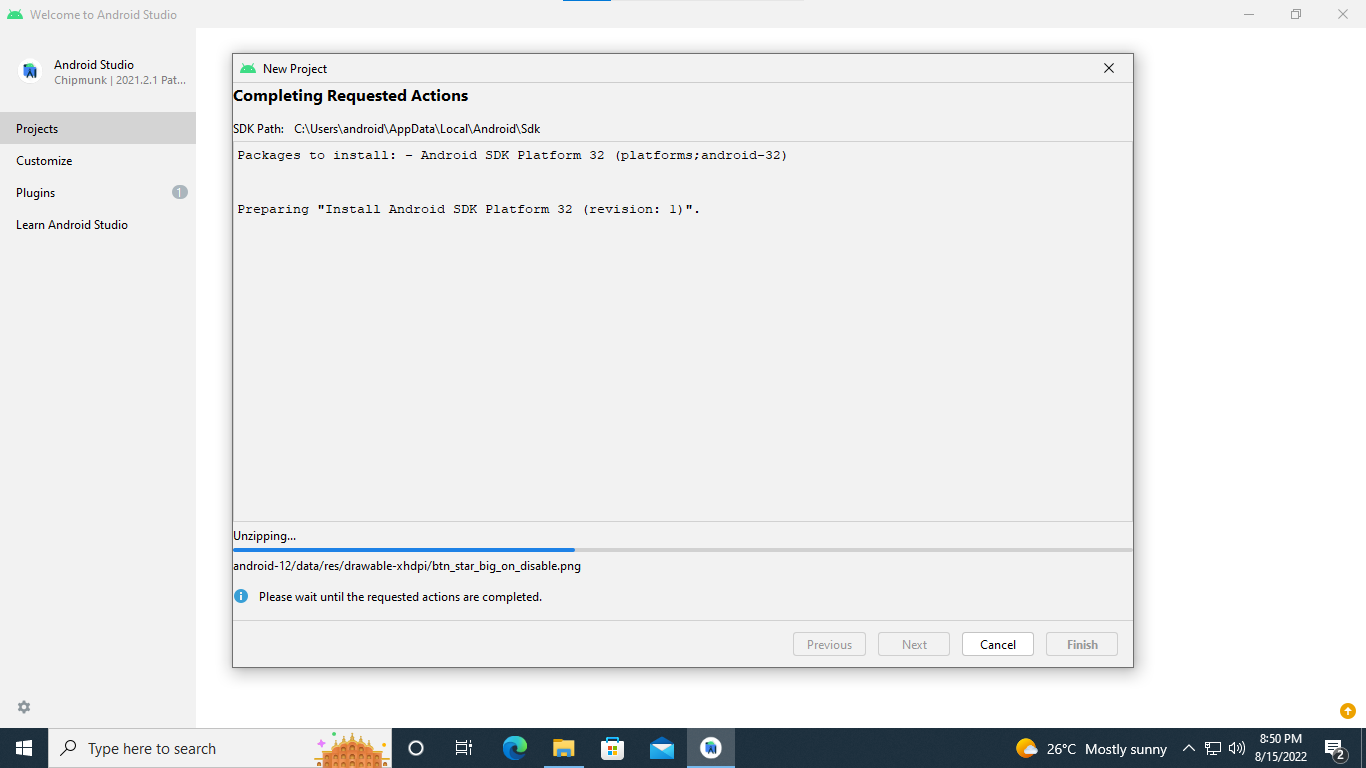 Welcome to Android Studio
Android Studio
Chipmunk | 2021.2.1 Pat...
Projects
Customize
Plugins 1
Learn Android Studio
New Project
Completing Requested Actions
SDK Path: C:\Users\android\AppData\Local\Android\Sdk
Packages to install: - Android SDK Platform 32 (platforms;android-32)
Preparing "Install Android SDK Platform 32 (revision: 1)".
Unzipping...
android-12/data/res/drawable-xhdpi/btn_star_big_on_disable.png
Please wait until the requested actions are completed.
Previous Next Cancel Finish
Type here to search
26°C Mostly sunny
8:50 PM
8/15/2022
2